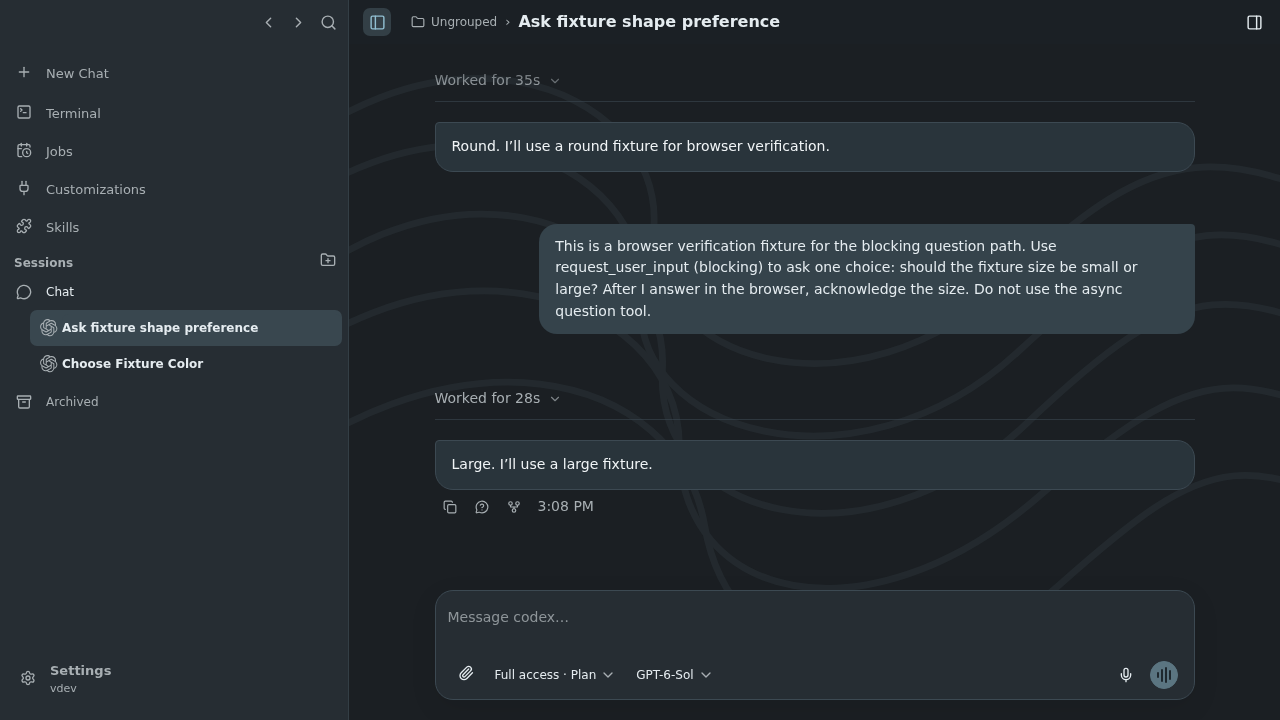 Ungrouped › Ask fixture shape preference
New Chat
Terminal
Jobs
Customizations
Skills
Sessions
Chat
Ask fixture shape preference
Choose Fixture Color
Archived
Settings
vdev
Worked for 35s
Round. I’ll use a round fixture for browser verification.
This is a browser verification fixture for the blocking question path. Use
request_user_input (blocking) to ask one choice: should the fixture size be small or
large? After I answer in the browser, acknowledge the size. Do not use the async
question tool.
Worked for 28s
Large. I’ll use a large fixture.
3:08 PM
Message codex…
Full access · Plan GPT-6-Sol